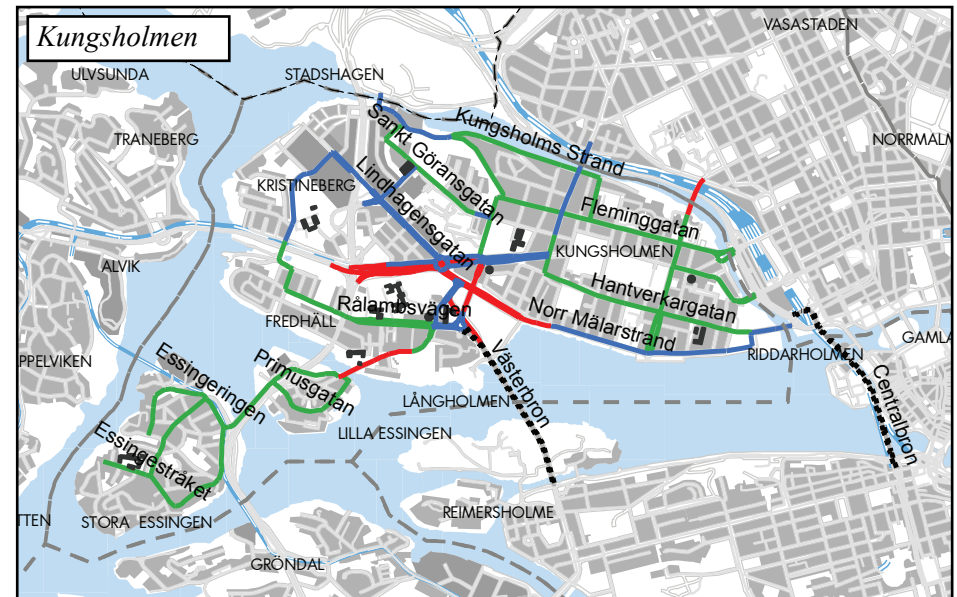 Kungsholmen
VASASTADEN
ULVSUNDA
STADSHAGEN
TRANEBERG
Sankt Göransgatan
Kungsholms Strand
NORRMALM
KRISTINEBERG
Lindhagensgatan
Fleminggatan
KUNGSHOLMEN
ALVIK
Hantverkargatan
Rålambsvägen
Norr Mälarstrand
FREDHÄLL
GAMLA
PPELVIKEN
RIDDARHOLMEN
Essingeringen
Primusgatan
Västerbron
Centralbron
LÅNGHOLMEN
LILLA ESSINGEN
Essingestråket
REIMERSHOLME
TTEN
STORA ESSINGEN
GRÖNDAL